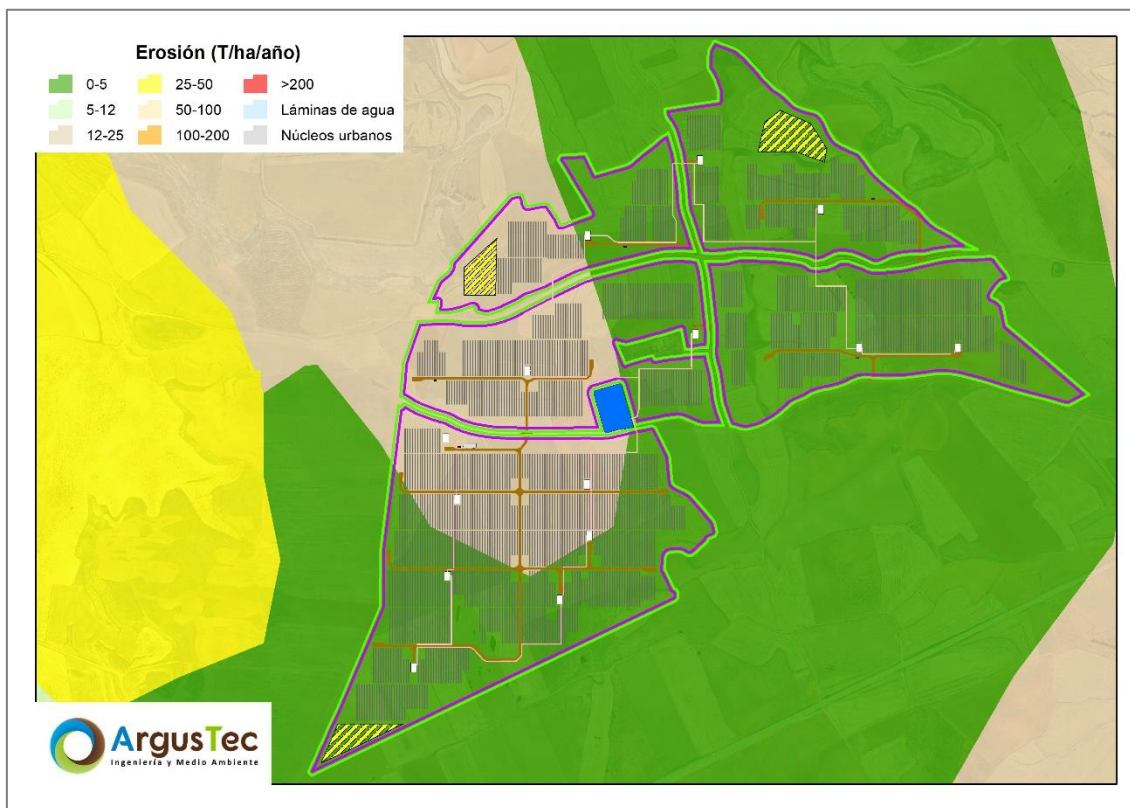 Erosión (T/ha/año)
0-5
25-50
>200
5-12
50-100
Láminas de agua
12-25
100-200
Núcleos urbanos
ArgusTec
Ingeniería y Medio Ambiente